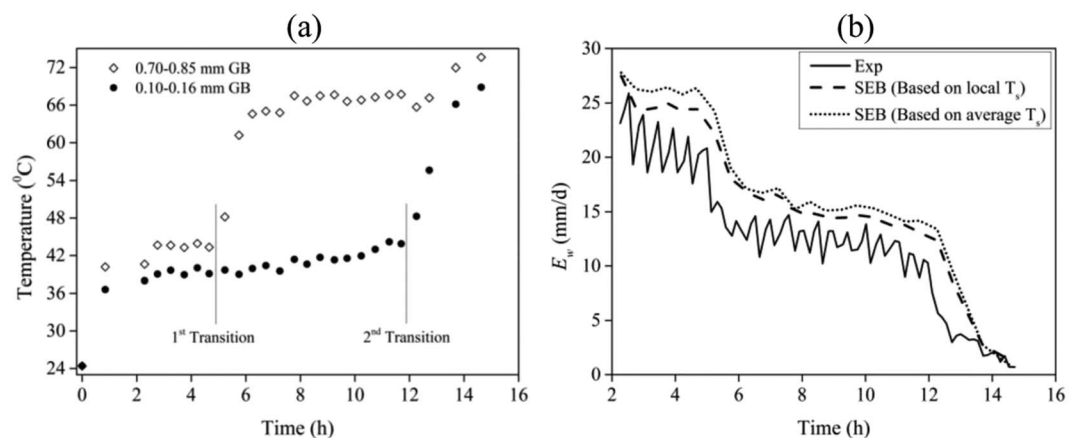 (a)
72
66
60
54
48
42
36
30
24
Temperature (⁰C)
0.70-0.85 mm GB
0.10-0.16 mm GB
1st Transition
2nd Transition
0 2 4 6 8 10 12 14 16
Time (h)
(b)
30
25
20
15
10
5
0
Ew (mm/d)
Exp
SEB (Based on local Ts)
SEB (Based on average Ts)
2 4 6 8 10 12 14 16
Time (h)